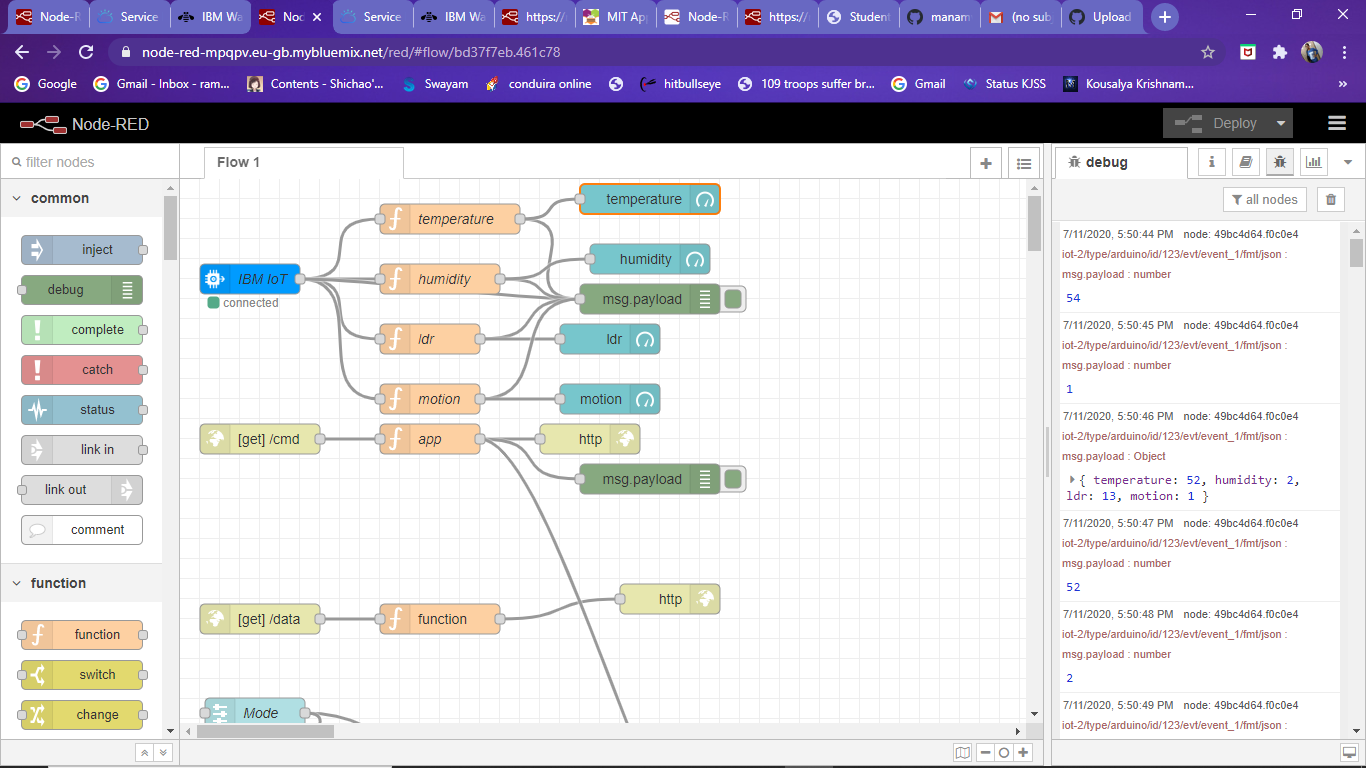 Node-R
Service
IBM Wa
Nod
Service
IBM Wa
https://
MIT App
Node-R
https://
Student
manam
(no sub
Upload
node-red-mpqpv.eu-gb.mybluemix.net/red/#flow/bd37f7eb.461c78
Google
Gmail - Inbox - ram...
Contents - Shichao'...
Swayam
conduira online
hitbullseye
109 troops suffer br...
Gmail
Status KJSS
Kousalya Krishnam...
»
Node-RED
Deploy
filter nodes
Flow 1
debug
common
all nodes
inject
debug
complete
catch
status
link in
link out
comment
function
function
switch
change
temperature
temperature
humidity
humidity
IBM IoT
connected
msg.payload
ldr
ldr
motion
motion
[get] /cmd
app
http
msg.payload
[get] /data
function
http
Mode
7/11/2020, 5:50:44 PM node: 49bc4d64.f0c0e4
iot-2/type/arduino/id/123/evt/event_1/fmt/json :
msg.payload : number
54
7/11/2020, 5:50:45 PM node: 49bc4d64.f0c0e4
iot-2/type/arduino/id/123/evt/event_1/fmt/json :
msg.payload : number
1
7/11/2020, 5:50:46 PM node: 49bc4d64.f0c0e4
iot-2/type/arduino/id/123/evt/event_1/fmt/json :
msg.payload : Object
{ temperature: 52, humidity: 2,
ldr: 13, motion: 1 }
7/11/2020, 5:50:47 PM node: 49bc4d64.f0c0e4
iot-2/type/arduino/id/123/evt/event_1/fmt/json :
msg.payload : number
52
7/11/2020, 5:50:48 PM node: 49bc4d64.f0c0e4
iot-2/type/arduino/id/123/evt/event_1/fmt/json :
msg.payload : number
2
7/11/2020, 5:50:49 PM node: 49bc4d64.f0c0e4
iot-2/type/arduino/id/123/evt/event_1/fmt/json :